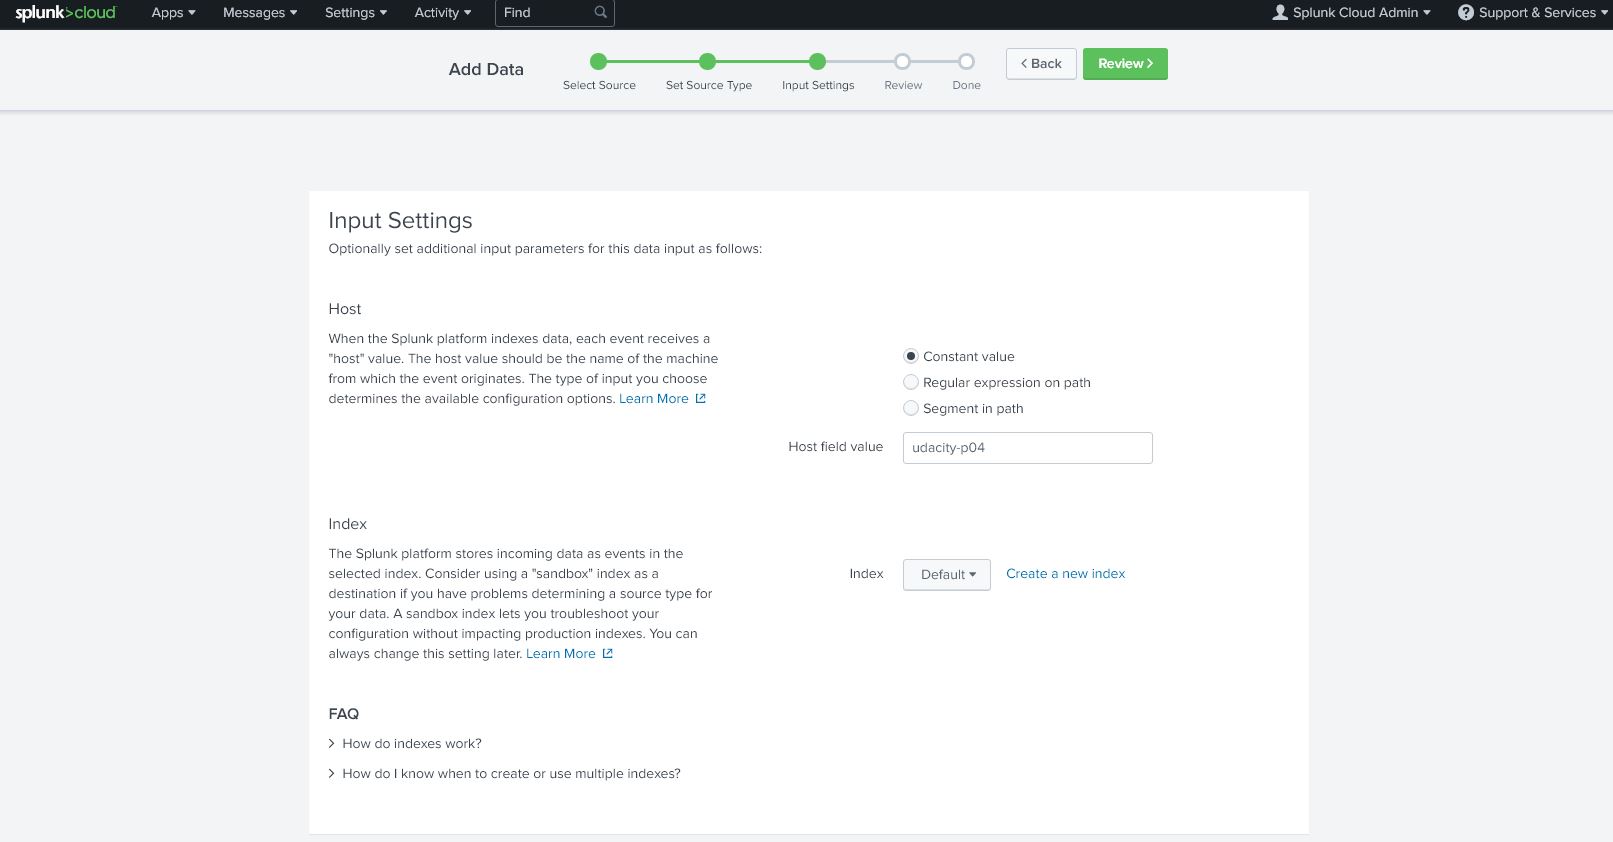 splunk>cloud Apps Messages Settings Activity Find Splunk Cloud Admin ? Support & Services
Add Data
Select Source Set Source Type Input Settings Review Done
< Back Review >
Input Settings
Optionally set additional input parameters for this data input as follows:
Host
When the Splunk platform indexes data, each event receives a
"host" value. The host value should be the name of the machine
from which the event originates. The type of input you choose
determines the available configuration options. Learn More
Constant value
Regular expression on path
Segment in path
Host field value udacity-p04
Index
The Splunk platform stores incoming data as events in the
selected index. Consider using a "sandbox" index as a
destination if you have problems determining a source type for
your data. A sandbox index lets you troubleshoot your
configuration without impacting production indexes. You can
always change this setting later. Learn More
Index Default Create a new index
FAQ
> How do indexes work?
> How do I know when to create or use multiple indexes?